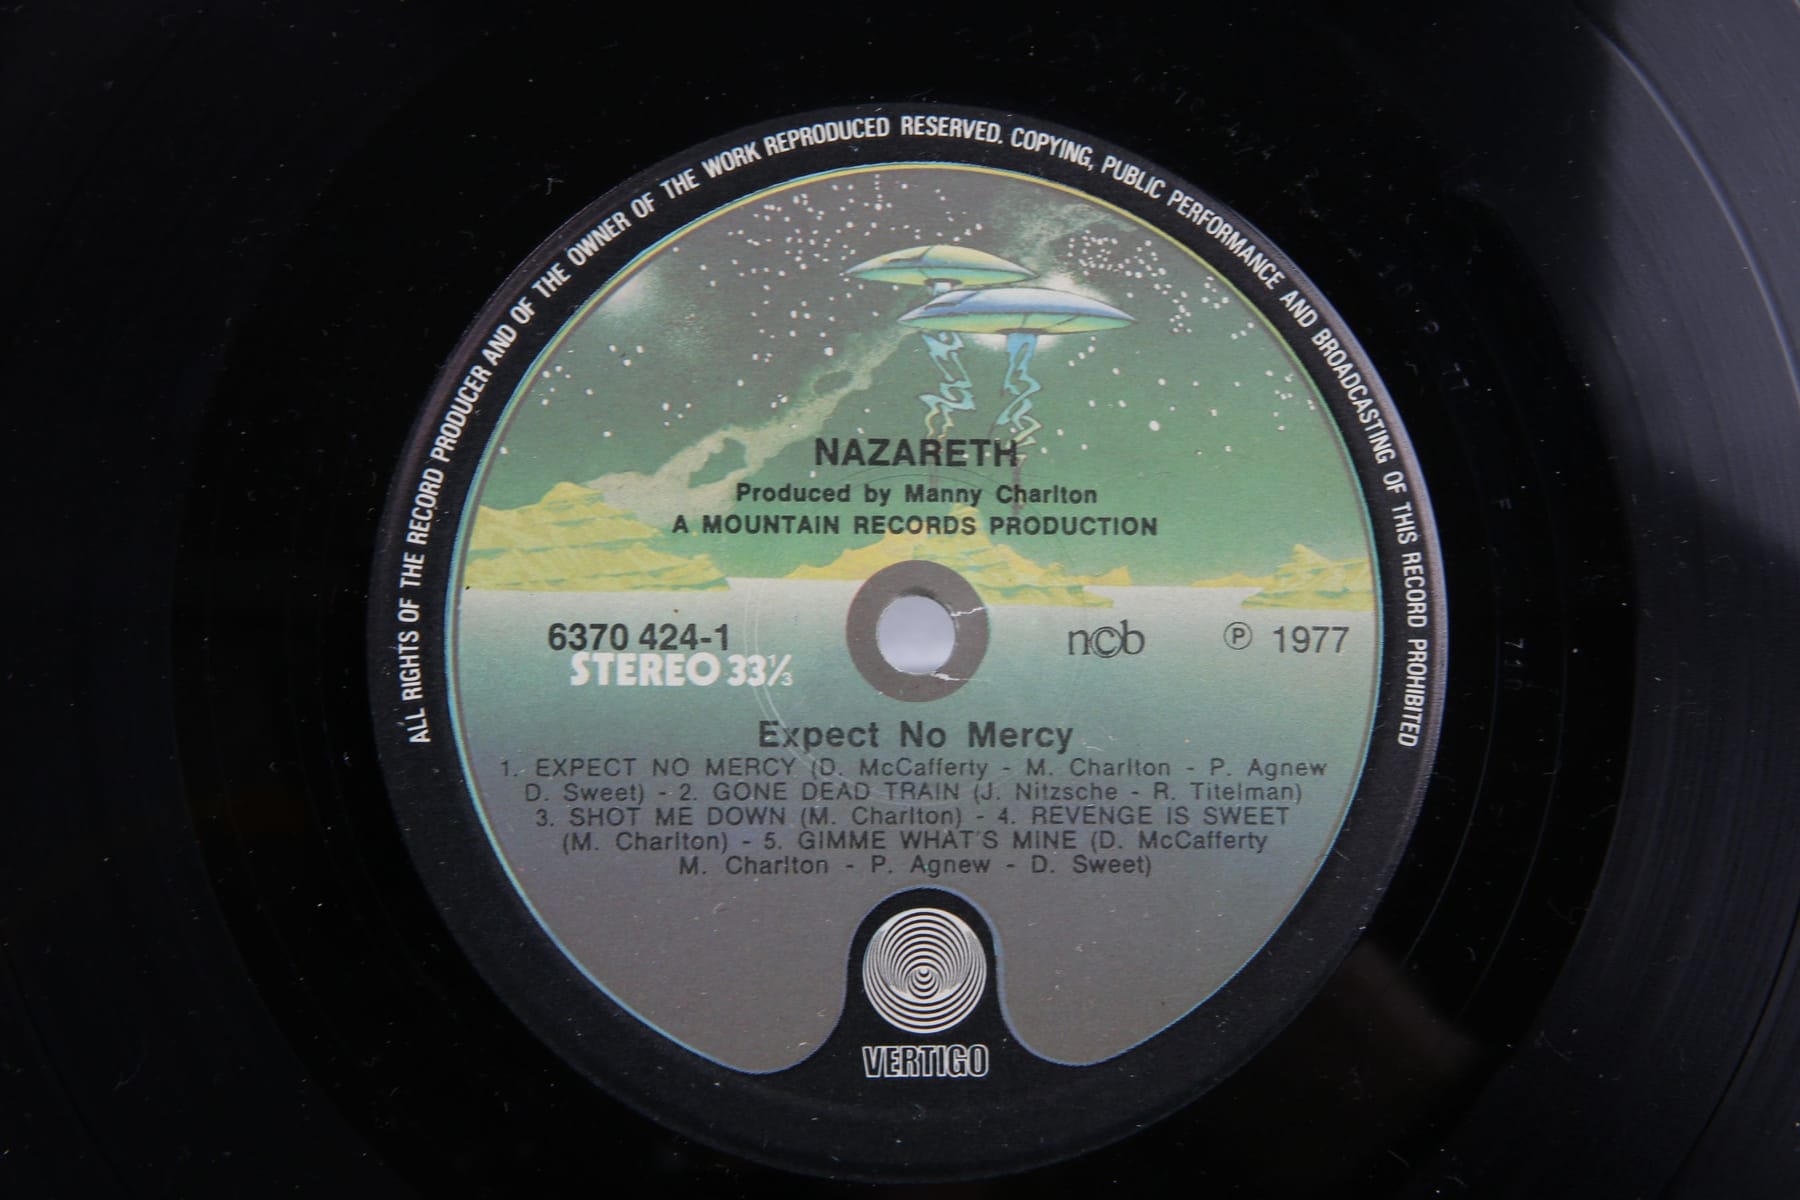 ALL RIGHTS OF THE RECORD PRODUCER AND OF THE OWNER OF THE WORK REPRODUCED RESERVED. COPYING, PUBLIC PERFORMANCE AND BROADCASTING OF THIS RECORD PROHIBITED
NAZARETH
Produced by Manny Charlton
A MOUNTAIN RECORDS PRODUCTION
6370 424-1 ncb Ⓟ 1977
STEREO 33⅓
Expect No Mercy
1. EXPECT NO MERCY (D. McCafferty - M. Charlton - P. Agnew
D. Sweet) - 2. GONE DEAD TRAIN (J. Nitzsche - R. Titelman)
3. SHOT ME DOWN (M. Charlton) - 4. REVENGE IS SWEET
(M. Charlton) - 5. GIMME WHAT'S MINE (D. McCafferty
M. Charlton - P. Agnew - D. Sweet)
VERTIGO